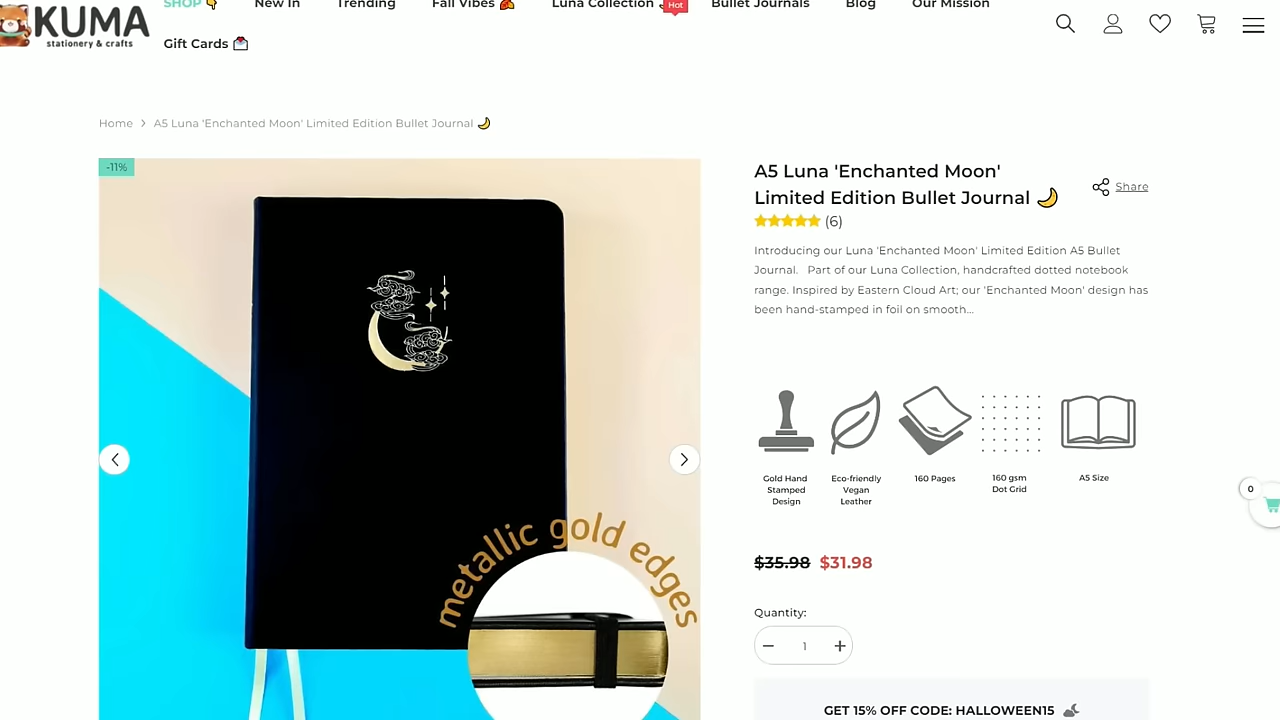 KUMA
stationery & crafts
SHOP 👇
New In
Trending
Fall Vibes 🍂
Luna Collection
Hot
Bullet Journals
Blog
Our Mission
Gift Cards 💌
Home > A5 Luna 'Enchanted Moon' Limited Edition Bullet Journal 🌙
-11%
metallic gold edges
A5 Luna 'Enchanted Moon'
Limited Edition Bullet Journal 🌙
Share
(6)
Introducing our Luna 'Enchanted Moon' Limited Edition A5 Bullet
Journal. Part of our Luna Collection, handcrafted dotted notebook
range. Inspired by Eastern Cloud Art; our 'Enchanted Moon' design has
been hand-stamped in foil on smooth...
Gold Hand
Stamped
Design
Eco-friendly
Vegan
Leather
160 Pages
160 gsm
Dot Grid
A5 Size
0
$35.98 $31.98
Quantity:
1
GET 15% OFF CODE: HALLOWEEN15